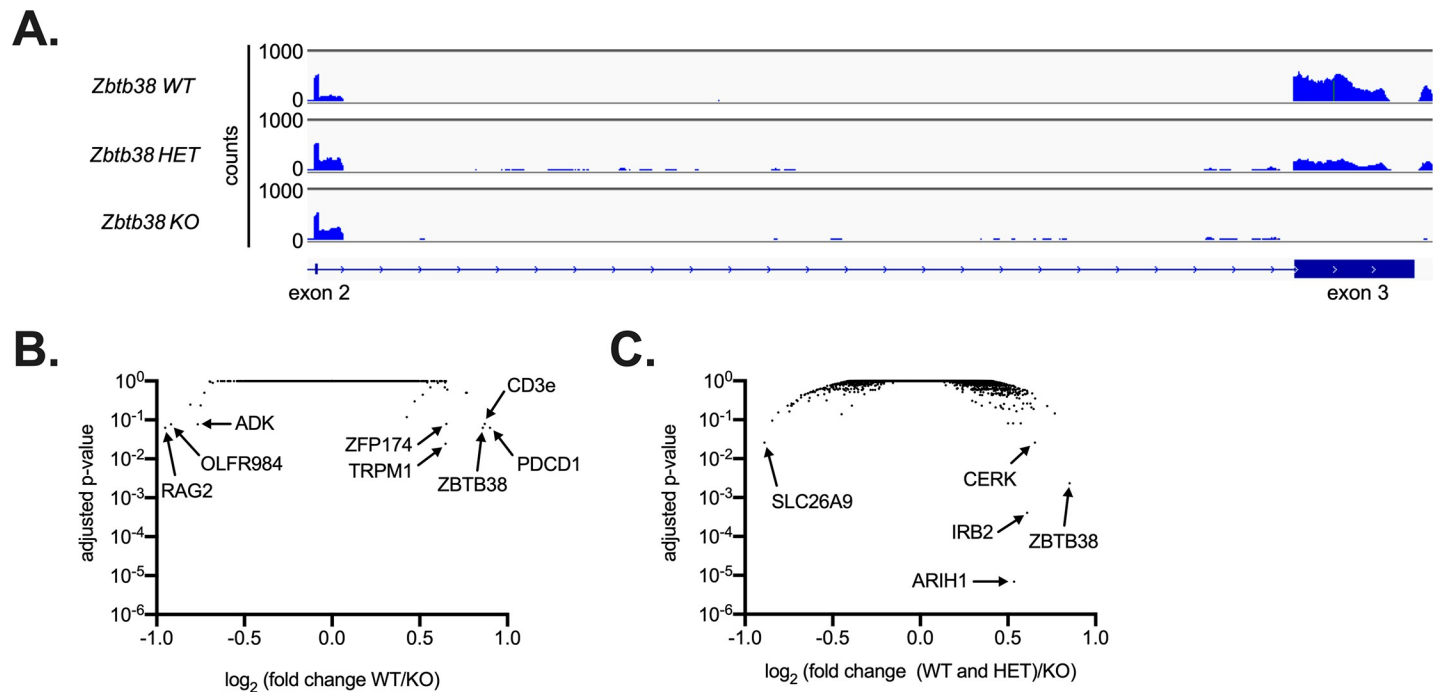 A.
1000
Zbtb38 WT
0
1000
Zbtb38 HET
0
counts
1000
Zbtb38 KO
0
exon 2
exon 3
B.
adjusted p-value
10⁰
10⁻¹
10⁻²
10⁻³
10⁻⁴
10⁻⁵
10⁻⁶
CD3e
ADK
ZFP174
OLFR984
TRPM1
PDCD1
RAG2
ZBTB38
-1.0
-0.5
0.0
0.5
1.0
log₂ (fold change WT/KO)
C.
adjusted p-value
10⁰
10⁻¹
10⁻²
10⁻³
10⁻⁴
10⁻⁵
10⁻⁶
CERK
SLC26A9
IRB2
ZBTB38
ARIH1
-1.0
-0.5
0.0
0.5
1.0
log₂ (fold change (WT and HET)/KO)